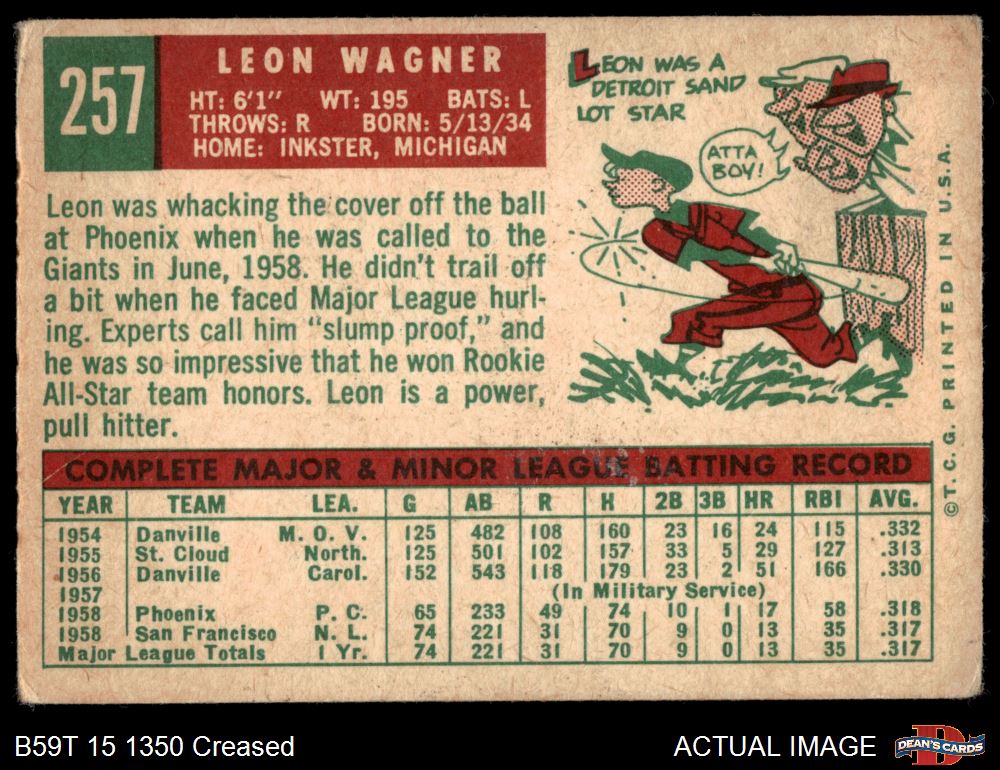 257
LEON WAGNER
HT: 6'1" WT: 195 BATS: L
THROWS: R BORN: 5/13/34
HOME: INKSTER, MICHIGAN
LEON WAS A
DETROIT SAND
LOT STAR
ATTA
BOY!
Leon was whacking the cover off the ball
at Phoenix when he was called to the
Giants in June, 1958. He didn't trail off
a bit when he faced Major League hurl-
ing. Experts call him "slump proof," and
he was so impressive that he won Rookie
All-Star team honors. Leon is a power,
pull hitter.
COMPLETE MAJOR & MINOR LEAGUE BATTING RECORD
YEAR TEAM LEA. G AB R H 2B 3B HR RBI AVG.
1954 Danville M. O. V. 125 482 108 160 23 16 24 115 .332
1955 St. Cloud North. 125 501 102 157 33 5 29 127 .313
1956 Danville Carol. 152 543 118 179 23 2 51 166 .330
1957 (In Military Service)
1958 Phoenix P. C. 65 233 49 74 10 1 17 58 .318
1958 San Francisco N. L. 74 221 31 70 9 0 13 35 .317
Major League Totals 1 Yr. 74 221 31 70 9 0 13 35 .317
©T. C. G. PRINTED IN U.S.A.
B59T 15 1350 Creased
ACTUAL IMAGE
DEAN'S CARDS